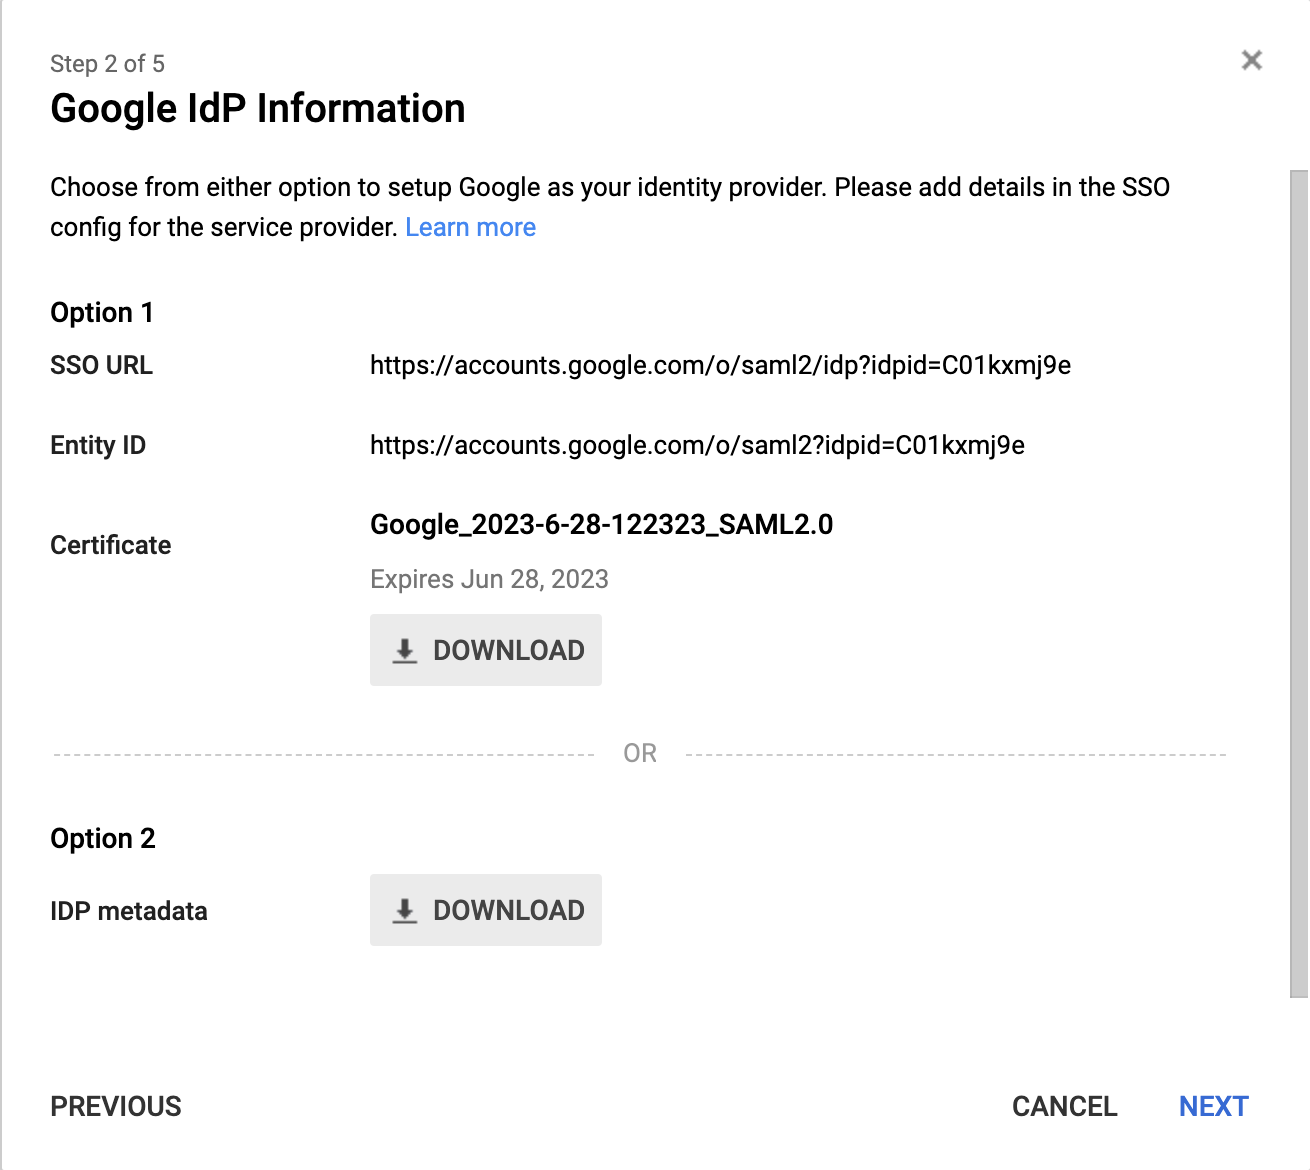 Step 2 of 5
Google IdP Information
Choose from either option to setup Google as your identity provider. Please add details in the SSO
config for the service provider. Learn more
Option 1
SSO URL https://accounts.google.com/o/saml2/idp?idpid=C01kxmj9e
Entity ID https://accounts.google.com/o/saml2?idpid=C01kxmj9e
Certificate Google_2023-6-28-122323_SAML2.0
Expires Jun 28, 2023
DOWNLOAD
OR
Option 2
IDP metadata DOWNLOAD
PREVIOUS CANCEL NEXT